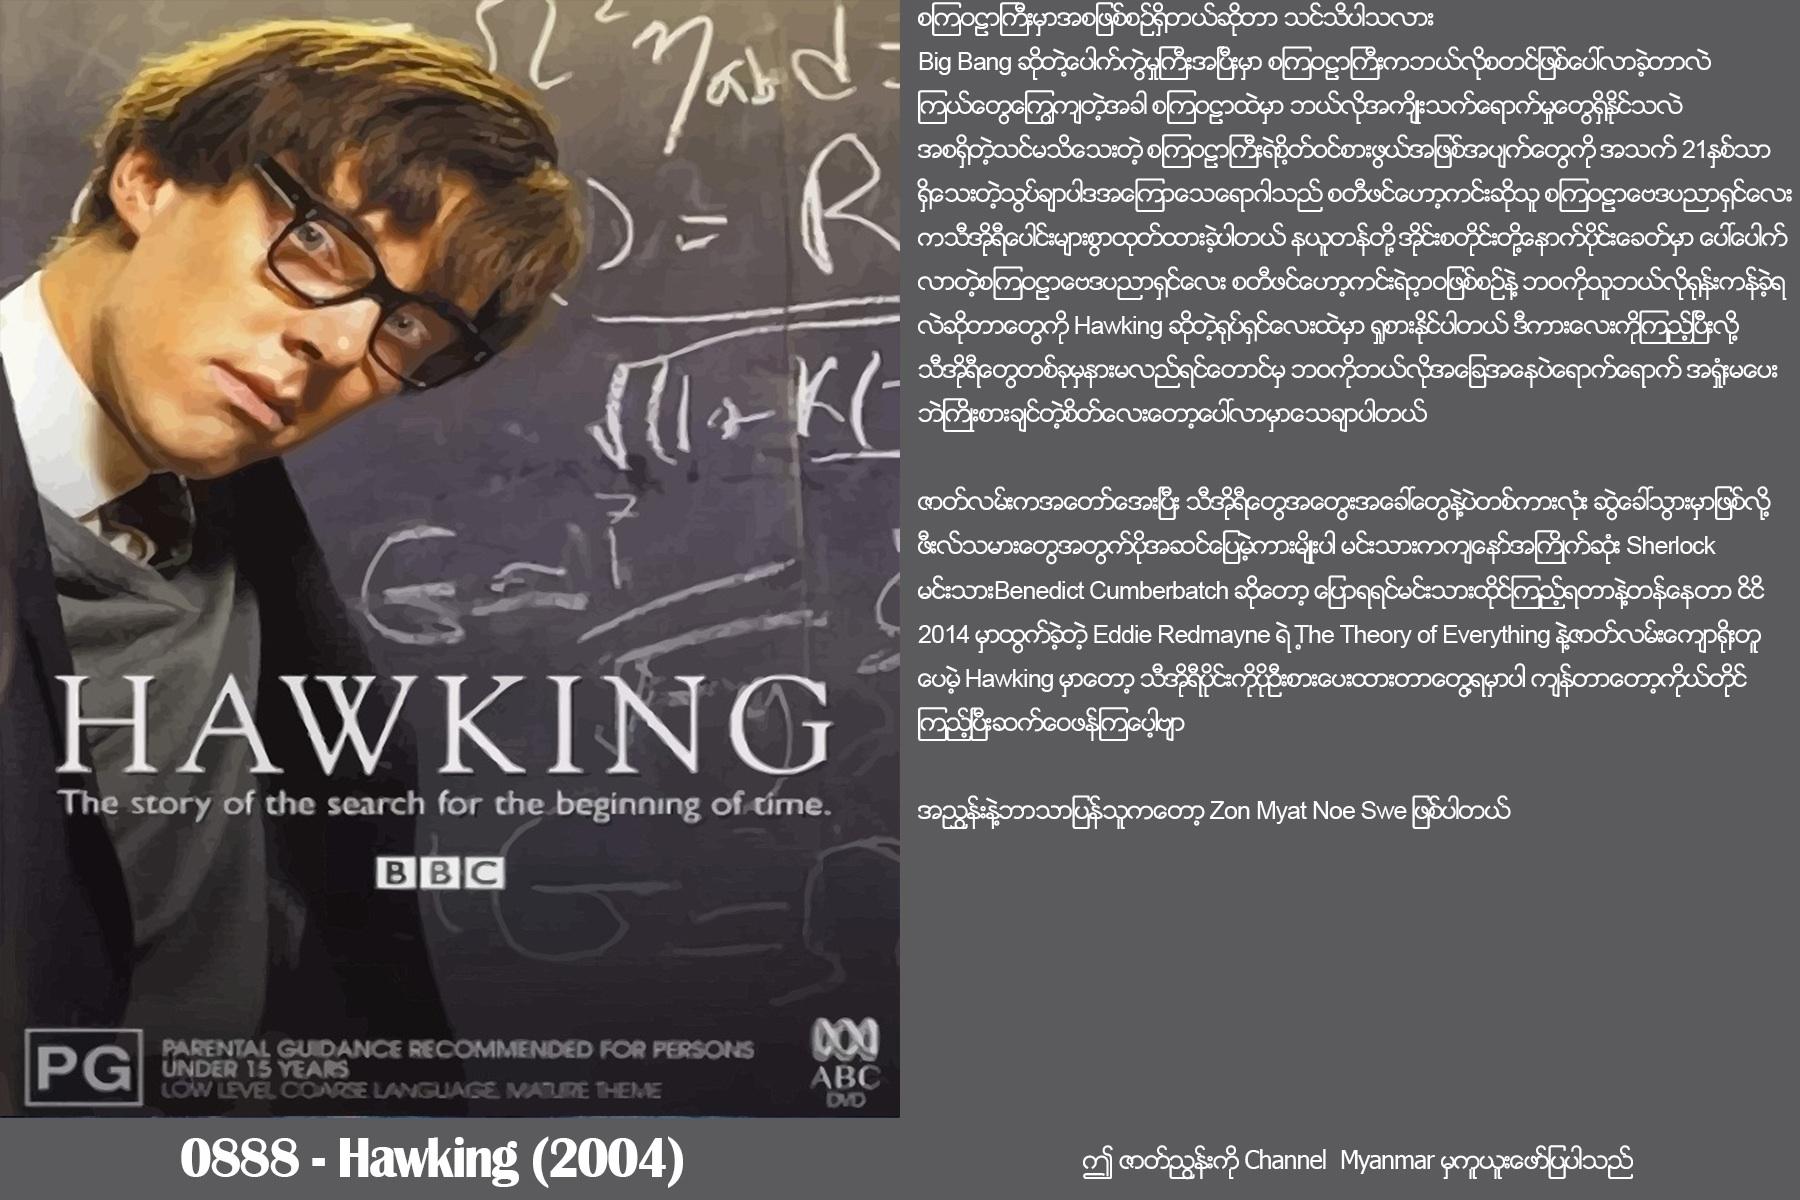 HAWKING
The story of the search for the beginning of time.
BBC
PG
PARENTAL GUIDANCE RECOMMENDED FOR PERSONS
UNDER 15 YEARS
LOW LEVEL COARSE LANGUAGE, MATURE THEME
ABC
DVD
0888 - Hawking (2004)
စကြဝဠာကြီးမှာအစဖြစ်စဉ်ရှိတယ်ဆိုတာ သင်သိပါသလား
Big Bang ဆိုတဲ့ပေါက်ကွဲမှုကြီးအပြီးမှာ စကြဝဠာကြီးကဘယ်လိုစတင်ဖြစ်ပေါ်လာခဲ့တာလဲ
ကြယ်တွေကြွေကျတဲ့အခါ စကြဝဠာထဲမှာ ဘယ်လိုအကျိုးသက်ရောက်မှုတွေရှိနိုင်သလဲ
အစရှိတဲ့သင်မသိသေးတဲ့ စကြဝဠာကြီးရဲ့စိတ်ဝင်စားဖွယ်အဖြစ်အပျက်တွေကို အသက် 21နှစ်သာ
ရှိသေးတဲ့သွပ်ချာပါဒအကြောသေရောဂါသည် စတီဖင်ဟော့ကင်းဆိုသူ စကြဝဠာဗေဒပညာရှင်လေး
ကသီအိုရီပေါင်းများစွာထုတ်ထားခဲ့ပါတယ် နယူတန်တို့ အိုင်းစတိုင်းတို့နောက်ပိုင်းခေတ်မှာ ပေါ်ပေါက်
လာတဲ့စကြဝဠာဗေဒပညာရှင်လေး စတီဖင်ဟော့ကင်းရဲ့ဘဝဖြစ်စဉ်နဲ့ ဘဝကိုသူဘယ်လိုရုန်းကန်ခဲ့ရ
လဲဆိုတာတွေကို Hawking ဆိုတဲ့ရုပ်ရှင်လေးထဲမှာ ရှုစားနိုင်ပါတယ် ဒီကားလေးကိုကြည့်ပြီးလို့
သီအိုရီတွေတစ်ခုမှနားမလည်ရင်တောင်မှ ဘဝကိုဘယ်လိုအခြေအနေပဲရောက်ရောက် အရှုံးမပေး
ဘဲကြိုးစားချင်တဲ့စိတ်လေးတော့ပေါ်လာမှာသေချာပါတယ်
ဇာတ်လမ်းကအတော်အေးပြီး သီအိုရီတွေအတွေးအခေါ်တွေနဲ့ပဲတစ်ကားလုံး ဆွဲခေါ်သွားမှာဖြစ်လို့
ဖီးလ်သမားတွေအတွက်ပိုအဆင်ပြေမဲ့ကားမျိုးပါ မင်းသားကကျနော်အကြိုက်ဆုံး Sherlock
မင်းသားBenedict Cumberbatch ဆိုတော့ ပြောရရင်မင်းသားထိုင်ကြည့်ရတာနဲ့တန်နေတာ ငိငိ
2014 မှာထွက်ခဲ့တဲ့ Eddie Redmayne ရဲ့ The Theory of Everything နဲ့ဇာတ်လမ်းကျောရိုးတူ
ပေမဲ့ Hawking မှာတော့ သီအိုရီပိုင်းကိုပိုဦးစားပေးထားတာတွေ့ရမှာပါ ကျန်တာတော့ကိုယ်တိုင်
ကြည့်ပြီးဆက်ဝေဖန်ကြပေါ့ဗျာ
အညွှန်းနဲ့ဘာသာပြန်သူကတော့ Zon Myat Noe Swe ဖြစ်ပါတယ်
ဤ ဇာတ်ညွှန်းကို Channel Myanmar မှကူယူးဖော်ပြပါသည်